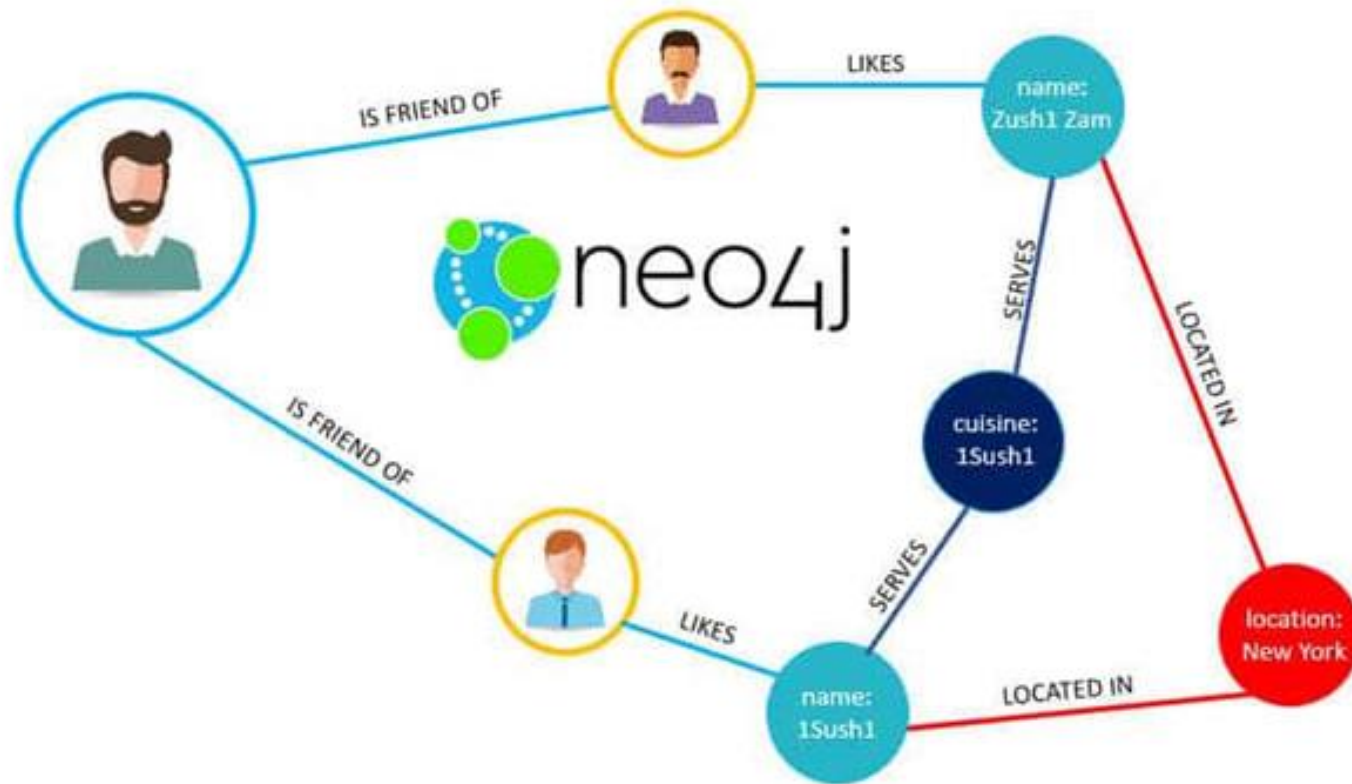 LIKES
name:
Zush1 Zam
IS FRIEND OF
neo4j
SERVES
LOCATED IN
cuisine:
1Sush1
IS FRIEND OF
SERVES
LIKES
location:
New York
name:
1Sush1
LOCATED IN